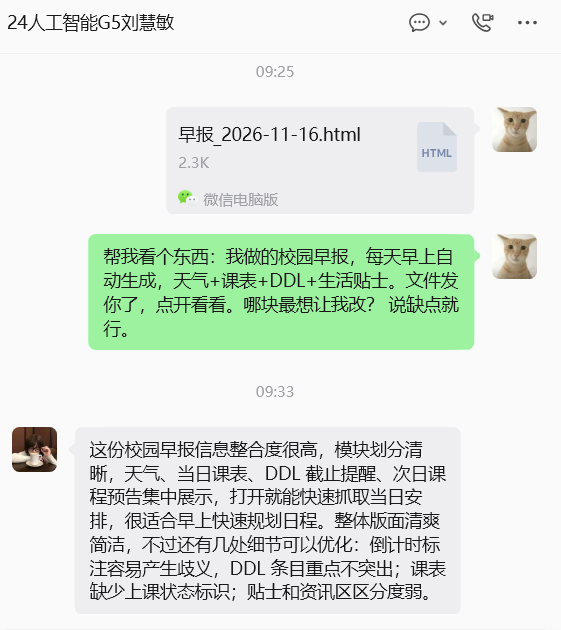 24人工智能G5刘慧敏
09:25
早报_2026-11-16.html
2.3K
HTML
微信电脑版
帮我看个东西：我做的校园早报，每天早上自
动生成，天气+课表+DDL+生活贴士。文件发
你了，点开看看。哪块最想让我改？ 说缺点就
行。
09:33
这份校园早报信息整合度很高，模块划分清
晰，天气、当日课表、DDL 截止提醒、次日课
程预告集中展示，打开就能快速抓取当日安
排，很适合早上快速规划日程。整体版面清爽
简洁，不过还有几处细节可以优化：倒计时标
注容易产生歧义，DDL 条目重点不突出；课表
缺少上课状态标识；贴士和资讯区区分度弱。